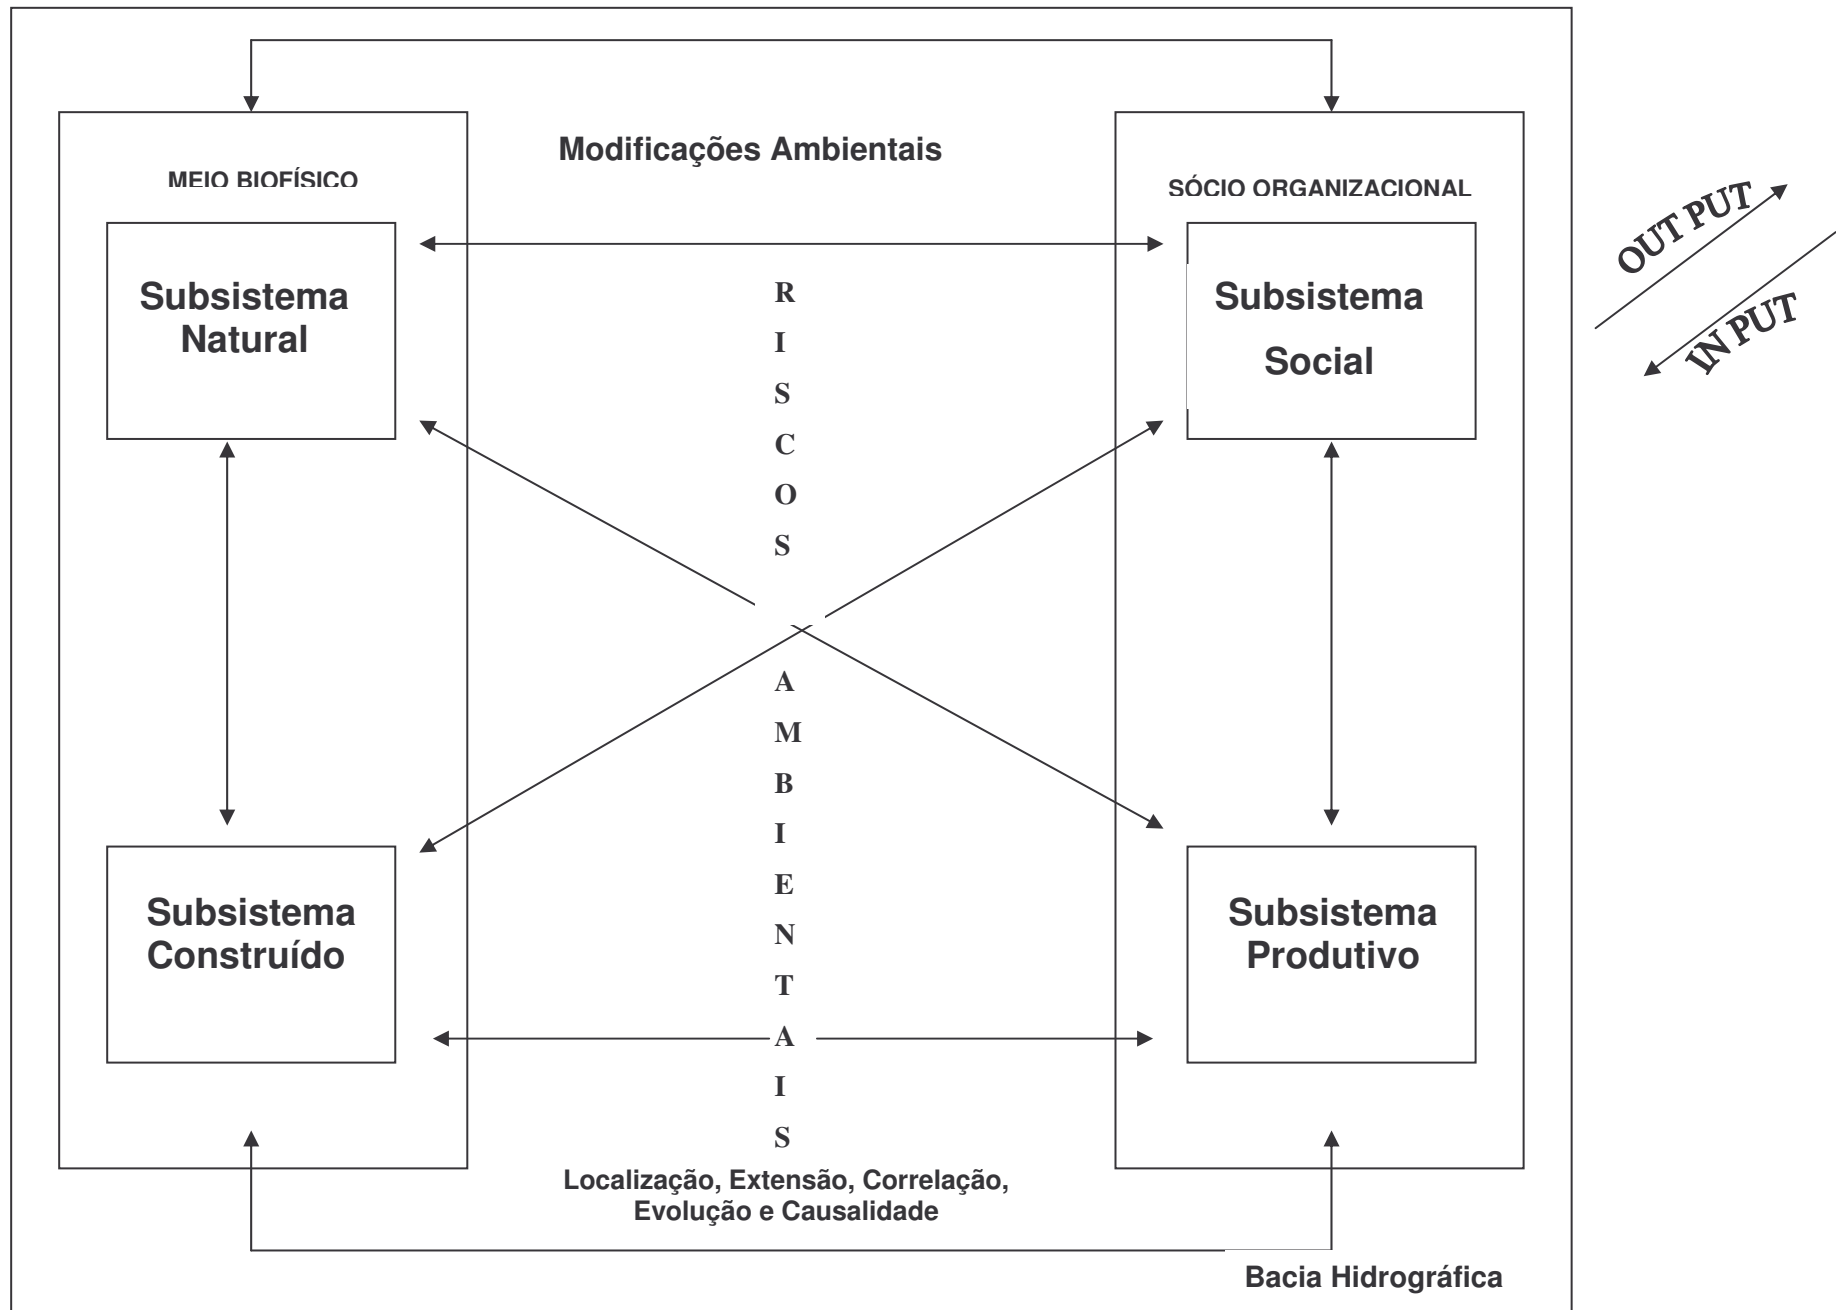 Modificações Ambientais
MEIO BIOFÍSICO
SÓCIO ORGANIZACIONAL
OUT PUT
IN PUT
Subsistema
Natural
Subsistema
Social
R
I
S
C
O
S
A
M
B
I
E
N
T
A
I
S
Subsistema
Construído
Subsistema
Produtivo
Localização, Extensão, Correlação,
Evolução e Causalidade
Bacia Hidrográfica